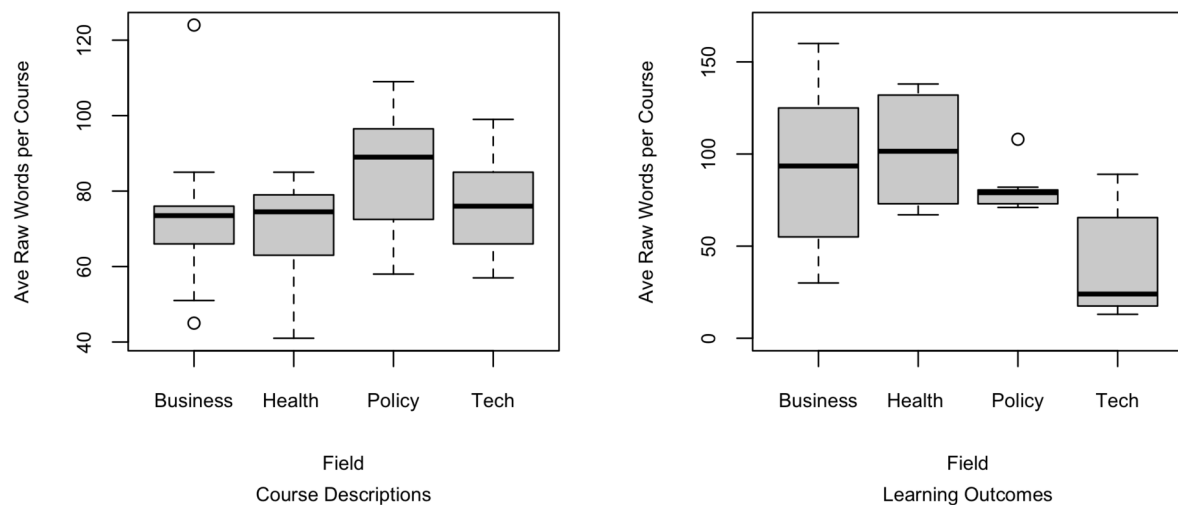 Ave Raw Words per Course
120
100
80
60
40
Business Health Policy Tech
Field
Course Descriptions
Ave Raw Words per Course
150
100
50
0
Business Health Policy Tech
Field
Learning Outcomes